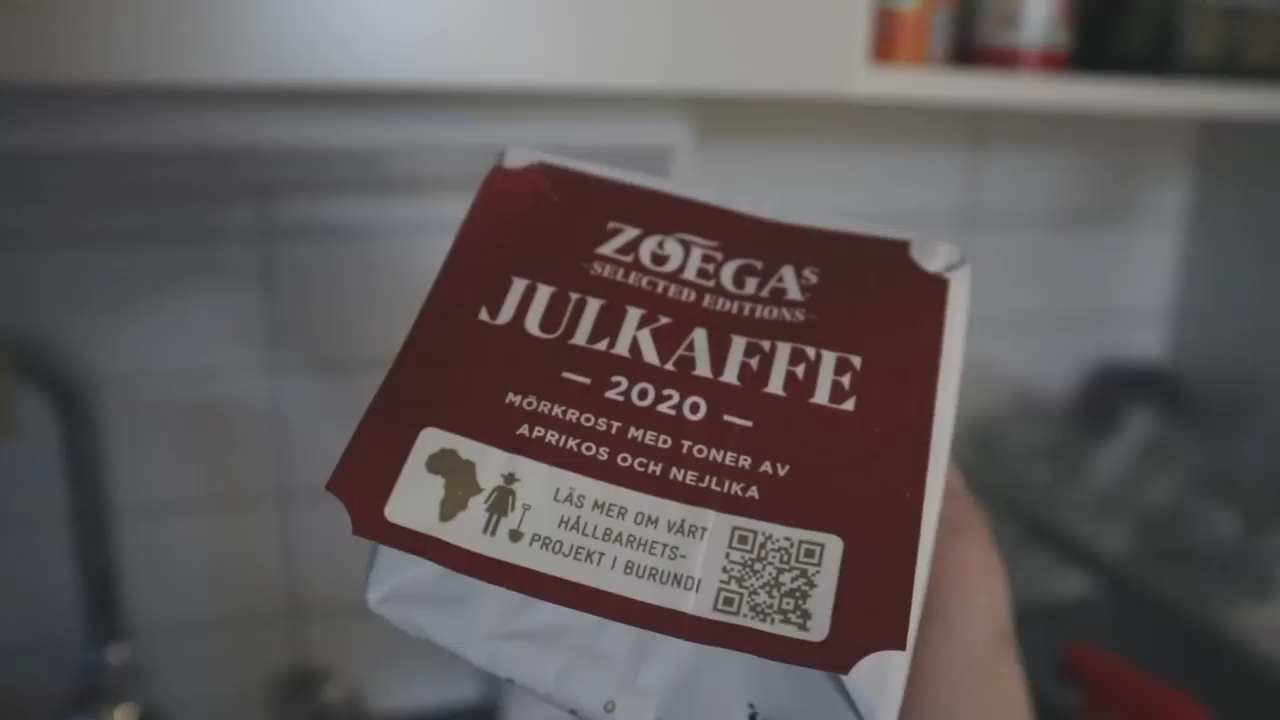 ZOÉGAS
SELECTED EDITIONS
JULKAFFE
— 2020 —
MÖRKROST MED TONER AV
APRIKOS OCH NEJLIKA
LÄS MER OM VÅRT
HÅLLBARHETS-
PROJEKT I BURUNDI